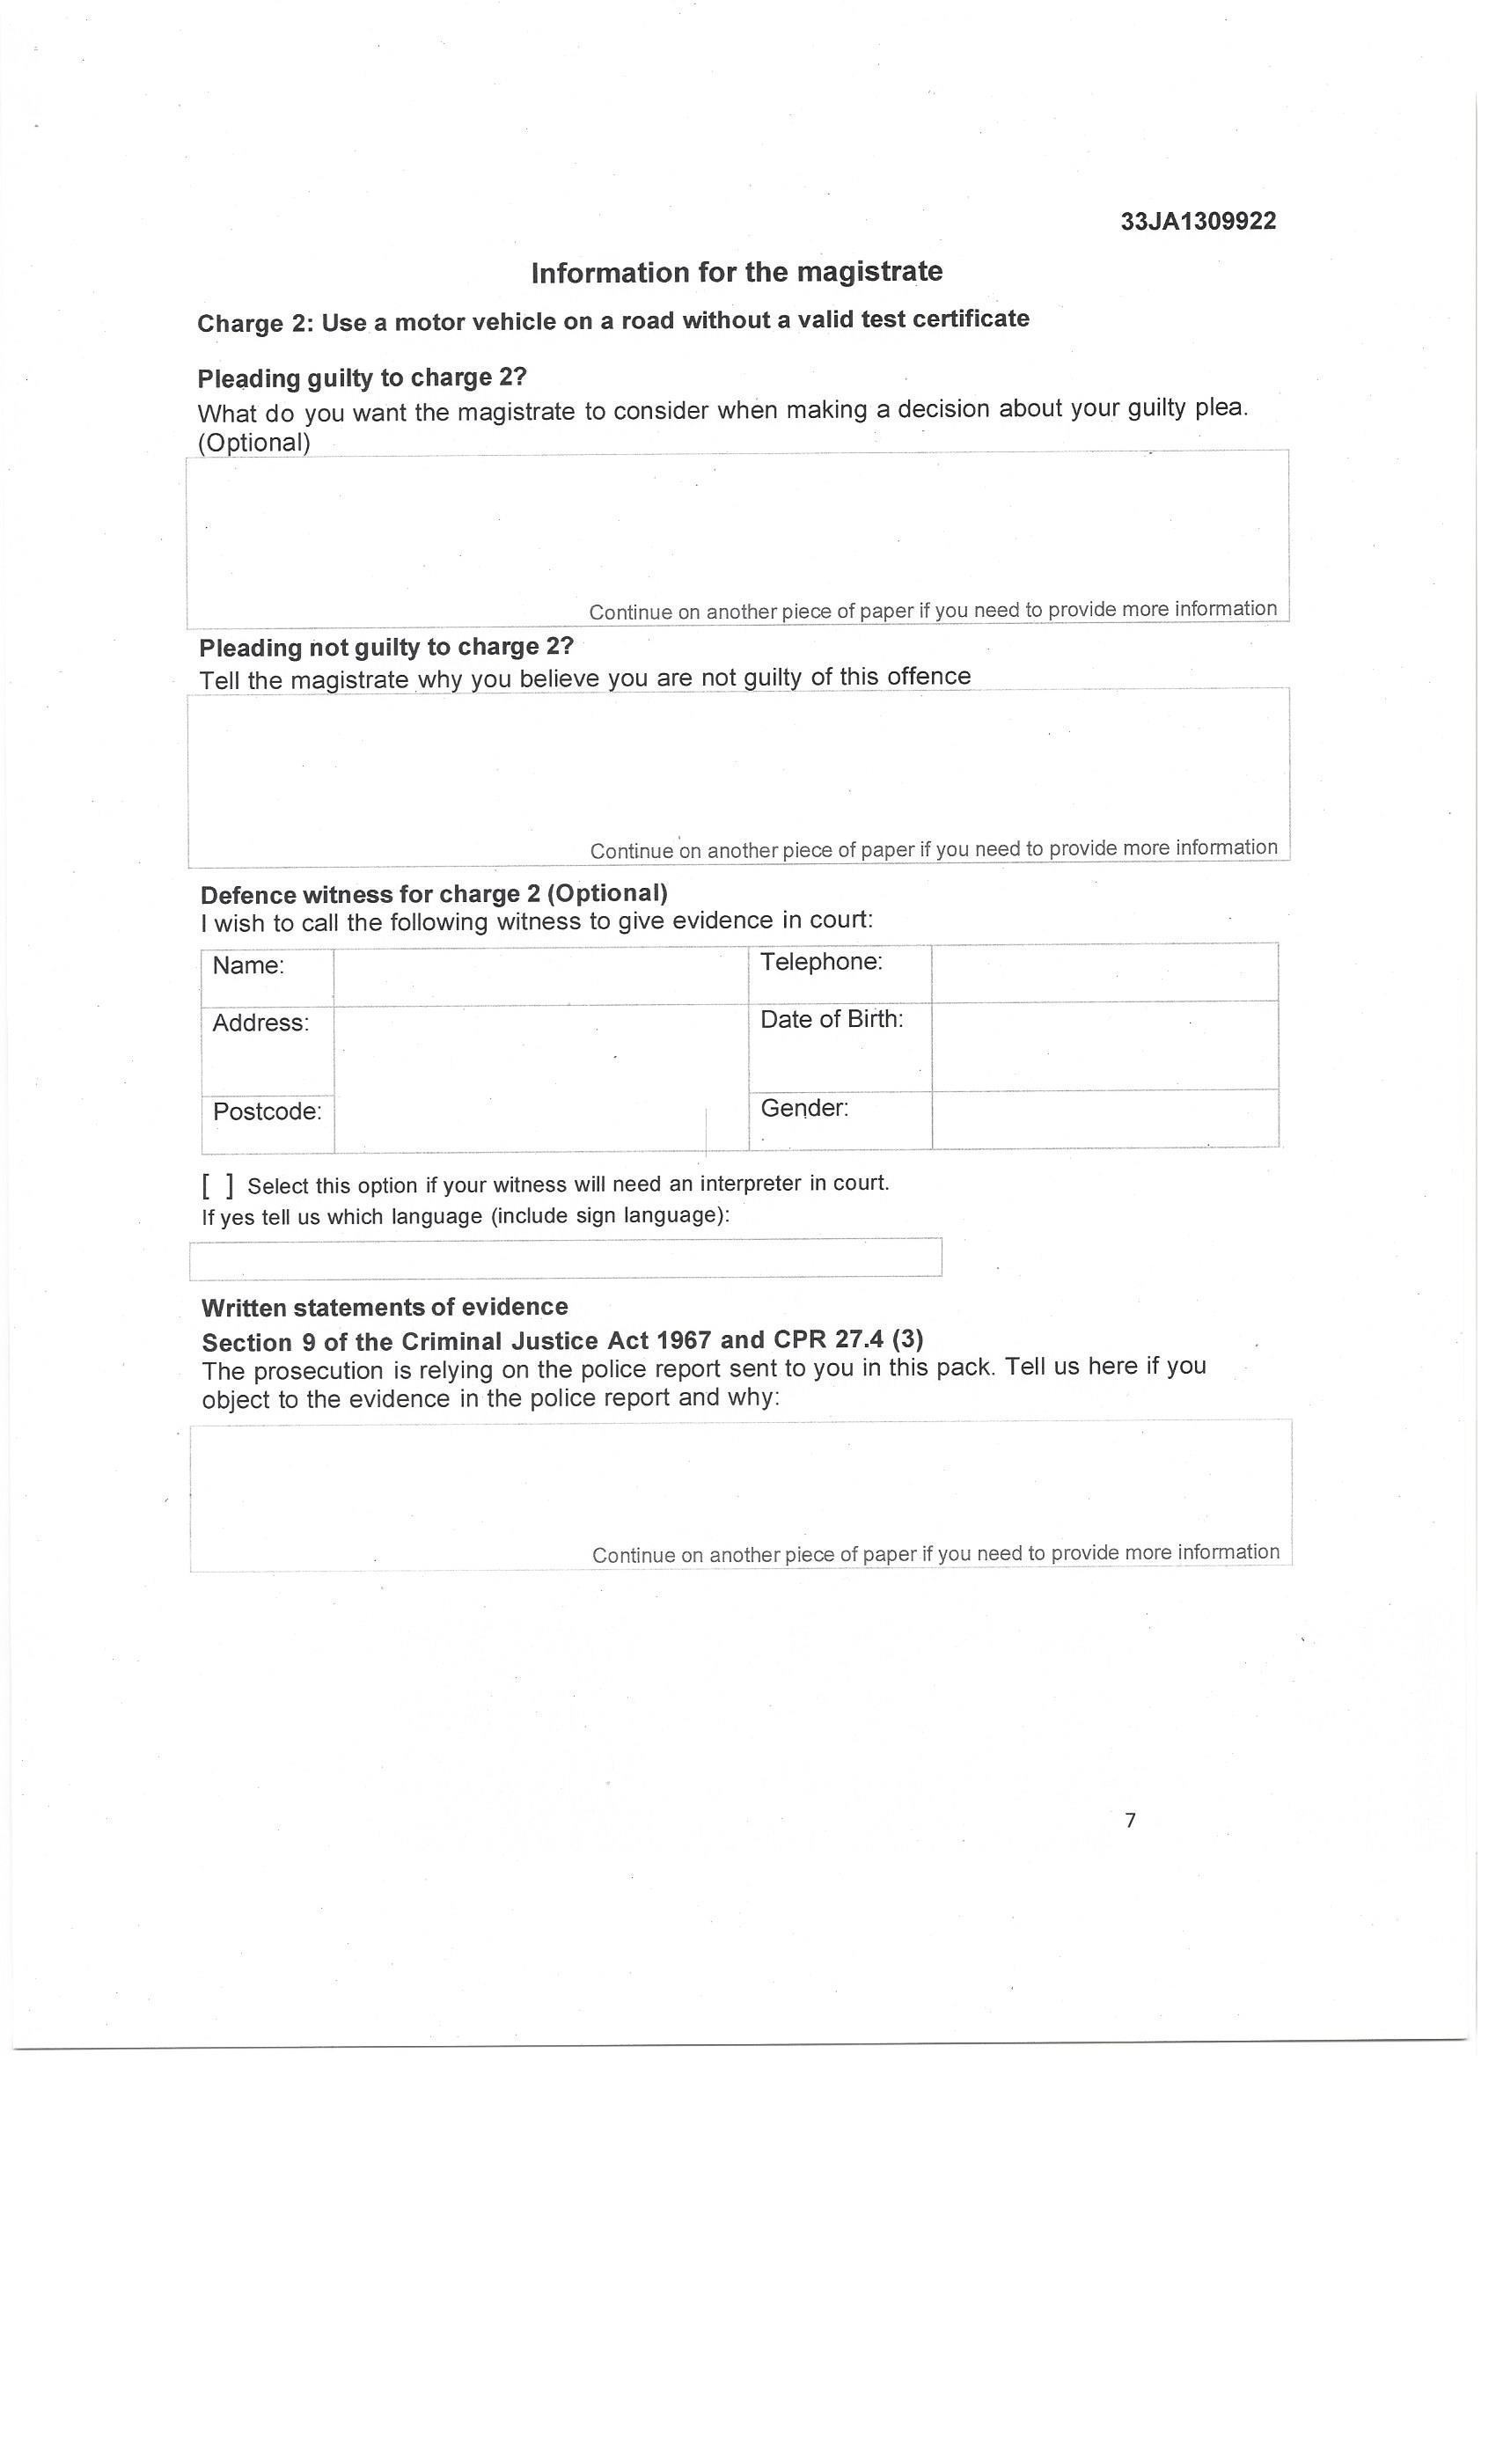 33JA1309922
Information for the magistrate
Charge 2: Use a motor vehicle on a road without a valid test certificate
Pleading guilty to charge 2?
What do you want the magistrate to consider when making a decision about your guilty plea.
(Optional)
Continue on another piece of paper if you need to provide more information
Pleading not guilty to charge 2?
Tell the magistrate why you believe you are not guilty of this offence
Continue on another piece of paper if you need to provide more information
Defence witness for charge 2 (Optional)
I wish to call the following witness to give evidence in court:
Name: Telephone:
Address: Date of Birth:
Postcode: Gender:
[ ] Select this option if your witness will need an interpreter in court.
If yes tell us which language (include sign language):
Written statements of evidence
Section 9 of the Criminal Justice Act 1967 and CPR 27.4 (3)
The prosecution is relying on the police report sent to you in this pack. Tell us here if you
object to the evidence in the police report and why:
Continue on another piece of paper if you need to provide more information
7